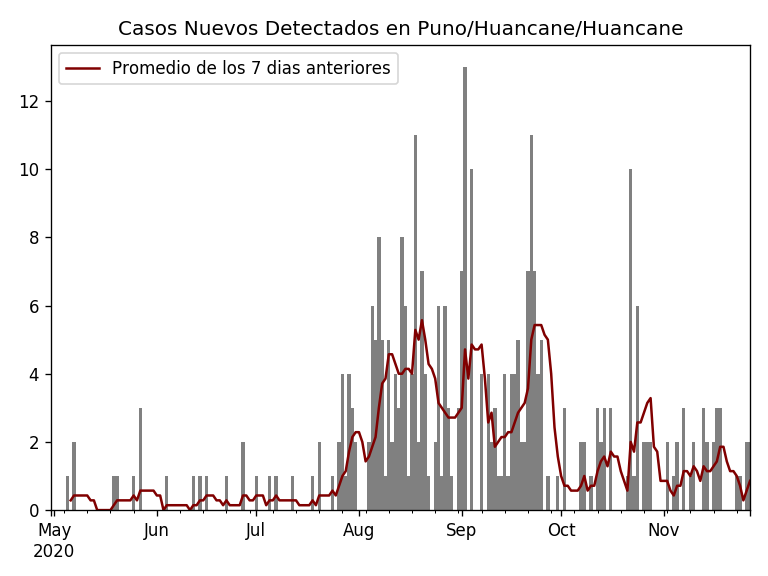 Casos Nuevos Detectados en Puno/Huancane/Huancane
Promedio de los 7 dias anteriores
12
10
8
6
4
2
0
May Jun Jul Aug Sep Oct Nov
2020